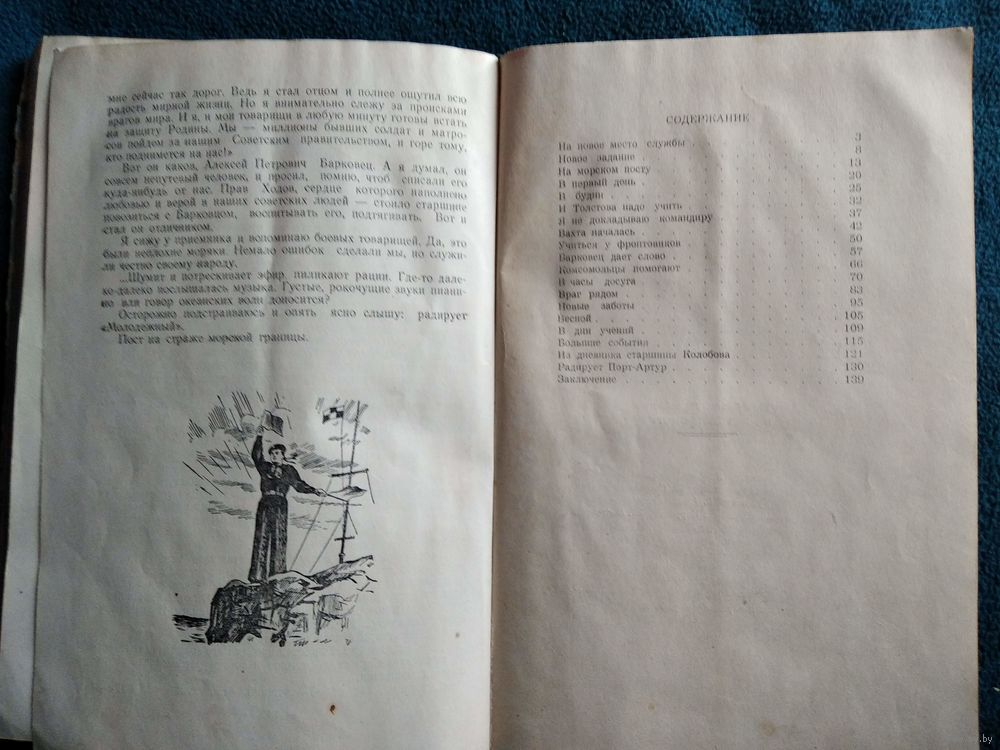 мне сейчас так дорог. Ведь я стал отцом и полнее ощутил всю
радость мирной жизни. Но я внимательно слежу за происками
врагов мира. И я, и мои товарищи в любую минуту готовы встать
на защиту Родины. Мы — миллионы бывших солдат и матро-
сов пойдем за нашим Советским правительством, и горе тому,
кто поднимется на нас!»
Вот он каков, Алексей Петрович Барковец. А я думал, он
совсем непутевый человек, и просил, помню, чтоб списали его
куда-нибудь от нас. Прав Ходов, сердце которого наполнено
любовью и верой в наших советских людей — стоило старшине
повозиться с Барковцом, воспитывать его, подтягивать. Вот и
стал он отличником.
Я сижу у приемника и вспоминаю боевых товарищей. Да, это
были неплохие моряки. Немало ошибок сделали мы, но служи-
ли честно своему народу.
...Шумит и потрескивает эфир, пиликают рации. Где-то дале-
ко-далеко послышалась музыка. Густые, рокочущие звуки пиани-
но или говор океанских волн доносится?
Осторожно подстраиваюсь и опять ясно слышу: радирует
«Молодежный».
Пост на страже морской границы.
СОДЕРЖАНИЕ
На новое место службы . . . . . . . 3
Новое задание . . . . . . . 8
На морском посту . . . . . . . 13
В первый день . . . . . . . 20
В будни . . . . . . . 25
И Толстова надо учить . . . . . . . 32
Я не докладываю командиру . . . . . . . 37
Вахта началась . . . . . . . 42
Учиться у фронтовиков . . . . . . . 50
Барковец дает слово . . . . . . . 57
Комсомольцы помогают . . . . . . . 66
В часы досуга . . . . . . . 70
Враг рядом . . . . . . . 83
Новые заботы . . . . . . . 95
Весной . . . . . . . 105
В дни учений . . . . . . . 109
Большие события . . . . . . . 115
Из дневника старшины Колобова . . . . . . . 121
Радирует Порт-Артур . . . . . . . 130
Заключение . . . . . . . 139